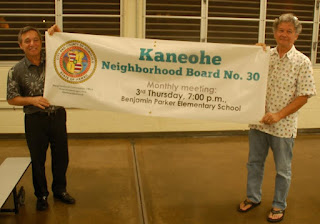 Kaneohe
Neighborhood Board No. 30
Monthly meeting:
3rd Thursday, 7:00 p.m.,
Benjamin Parker Elementary School